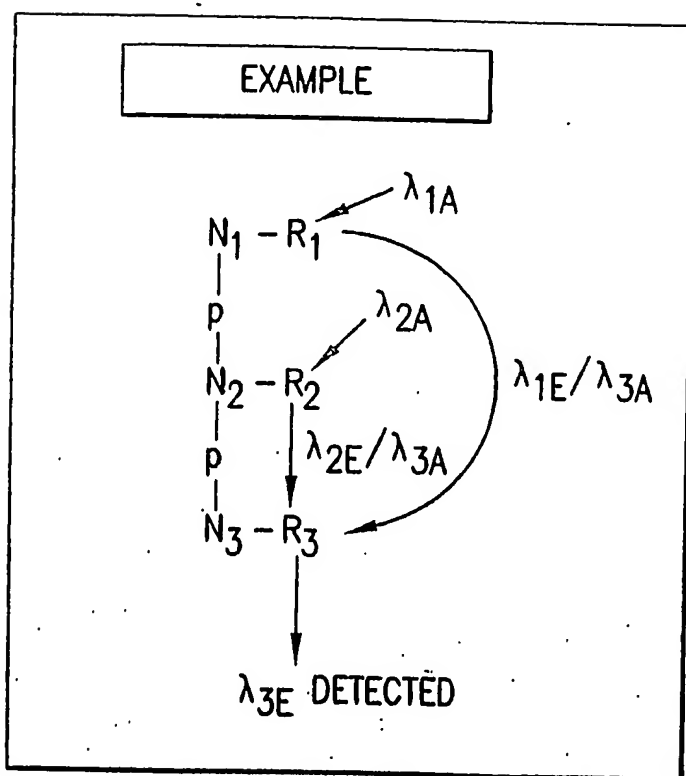 EXAMPLE
λ1A
N1 – R1
p
λ2A
N2 – R2
λ1E/λ3A
λ2E/λ3A
p
N3 – R3
λ3E DETECTED